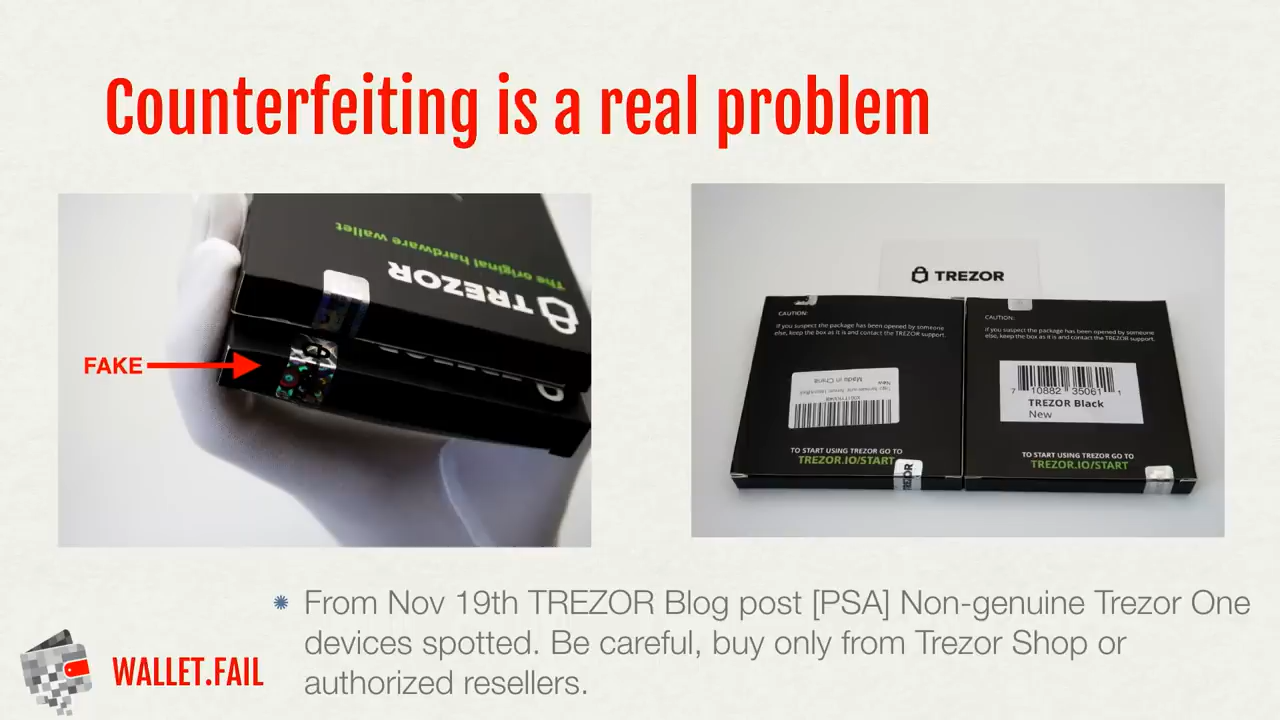 Counterfeiting is a real problem
The original hardware wallet
TREZOR
FAKE
TREZOR
CAUTION:
If you suspect the package has been opened by someone
else, keep the box as it is and contact the TREZOR support.
New
Made in China
TO START USING TREZOR GO TO
TREZOR.IO/START
TREZOR
CAUTION:
If you suspect the package has been opened by someone
else, keep the box as it is and contact the TREZOR support.
7 10882 35061 1
TREZOR Black
New
TO START USING TREZOR GO TO
TREZOR.IO/START
From Nov 19th TREZOR Blog post [PSA] Non-genuine Trezor One
devices spotted. Be careful, buy only from Trezor Shop or
authorized resellers.
WALLET.FAIL